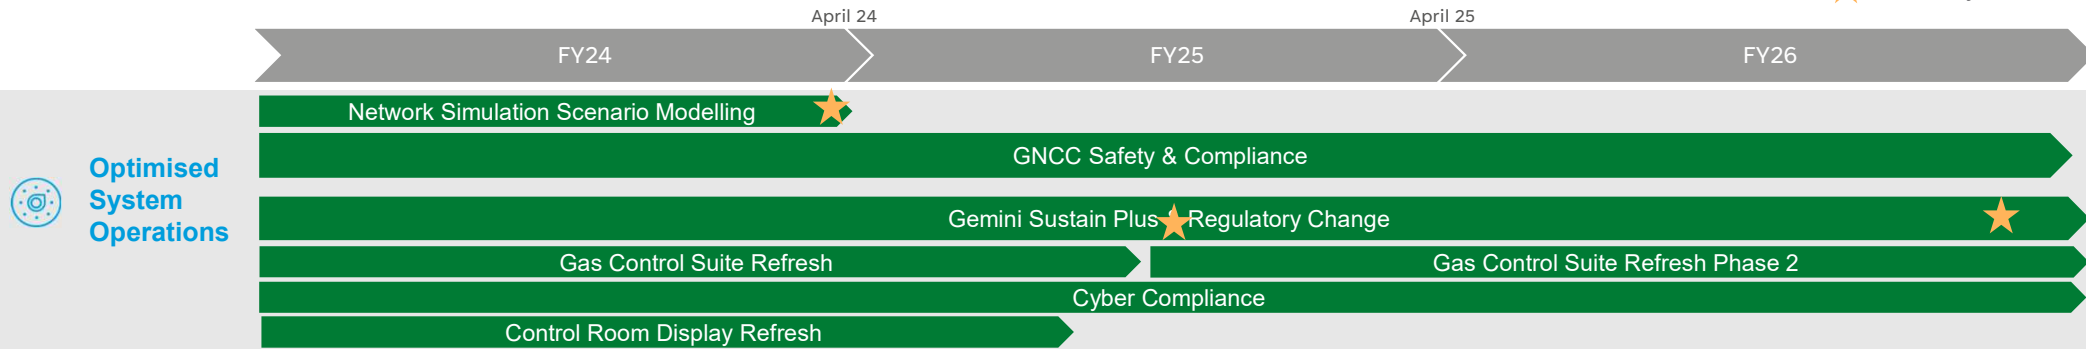 April 24
April 25
FY24
FY25
FY26
Network Simulation Scenario Modelling
GNCC Safety & Compliance
Optimised
System
Operations
Gemini Sustain Plus Regulatory Change
Gas Control Suite Refresh
Gas Control Suite Refresh Phase 2
Cyber Compliance
Control Room Display Refresh